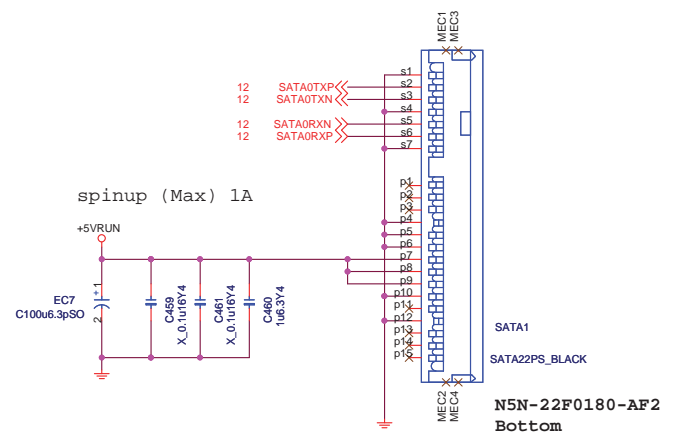 MEC1
MEC3
s1
12 SATA0TXP s2
12 SATA0TXN s3
s4
12 SATA0RXN s5
12 SATA0RXP s6
s7
p1
p2
spinup (Max) 1A
p3
p4
+5VRUN
p5
p6
p7
p8
p9
1
EC7
C100u6.3pSO
+
2
C459
X_0.1u16Y4
C461
X_0.1u16Y4
C460
1u6.3Y4
p10
p11
p12
p13
p14
p15
SATA1
SATA22PS_BLACK
MEC2
MEC4
N5N-22F0180-AF2
Bottom